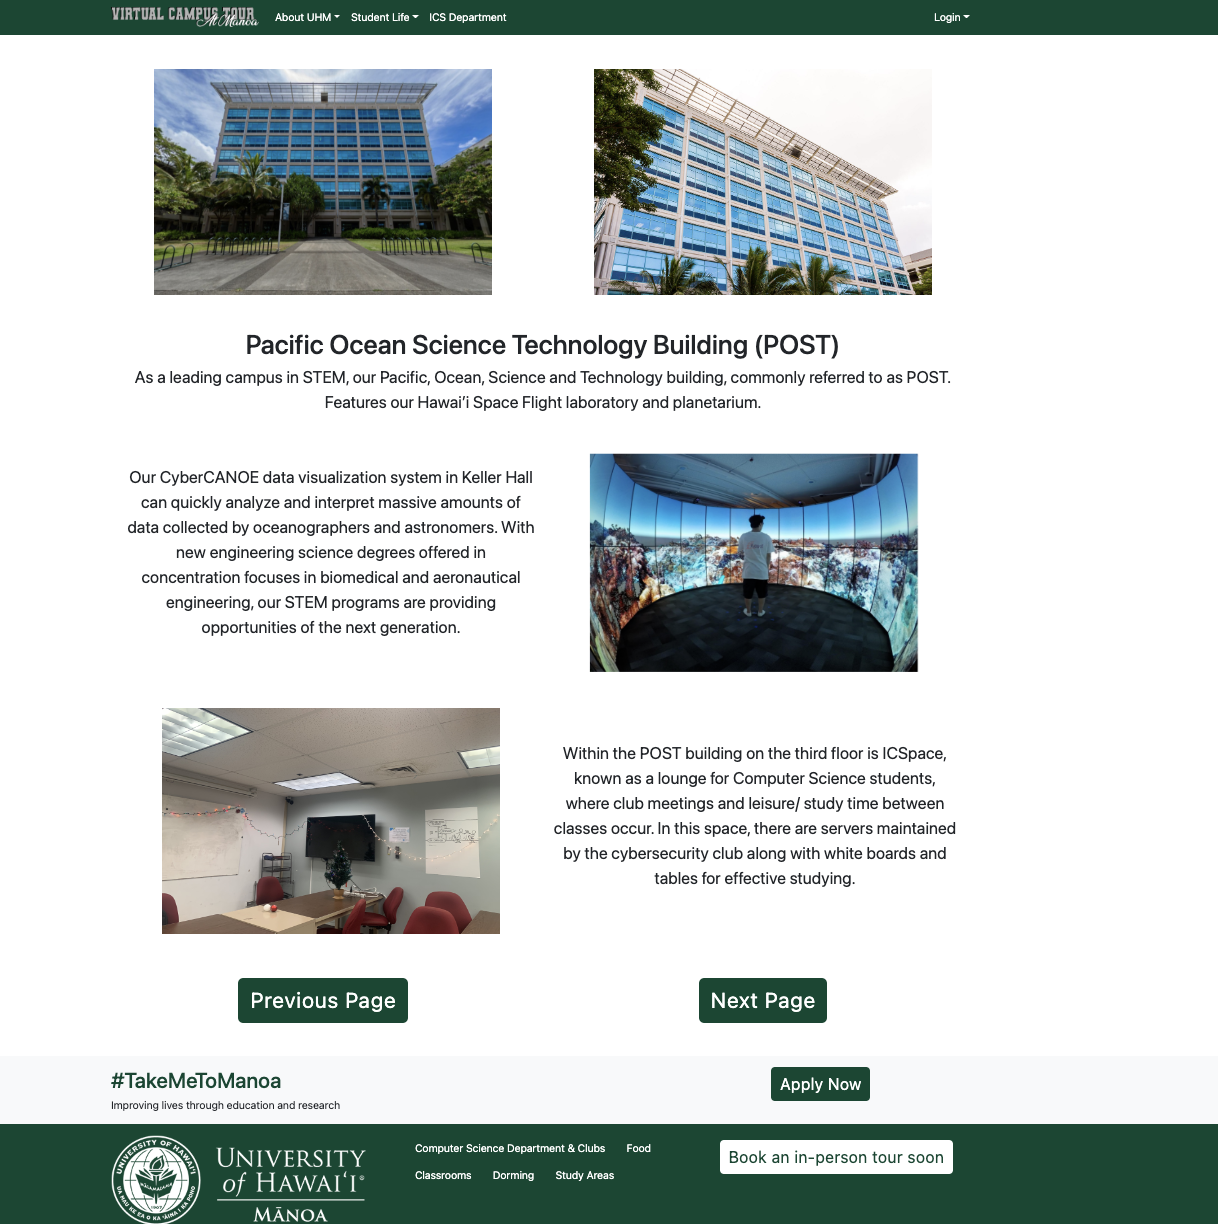 VIRTUAL CAMPUS TOUR
At Manoa
About UHM
Student Life
ICS Department
Login
Pacific Ocean Science Technology Building (POST)
As a leading campus in STEM, our Pacific, Ocean, Science and Technology building, commonly referred to as POST.
Features our Hawai’i Space Flight laboratory and planetarium.
Our CyberCANOE data visualization system in Keller Hall
can quickly analyze and interpret massive amounts of
data collected by oceanographers and astronomers. With
new engineering science degrees offered in
concentration focuses in biomedical and aeronautical
engineering, our STEM programs are providing
opportunities of the next generation.
Within the POST building on the third floor is ICSpace,
known as a lounge for Computer Science students,
where club meetings and leisure/ study time between
classes occur. In this space, there are servers maintained
by the cybersecurity club along with white boards and
tables for effective studying.
Previous Page
Next Page
#TakeMeToManoa
Improving lives through education and research
Apply Now
UNIVERSITY OF HAWAI‘I
1907
UNIVERSITY
of HAWAI‘I®
MĀNOA
Computer Science Department & Clubs
Food
Classrooms
Dorming
Study Areas
Book an in-person tour soon